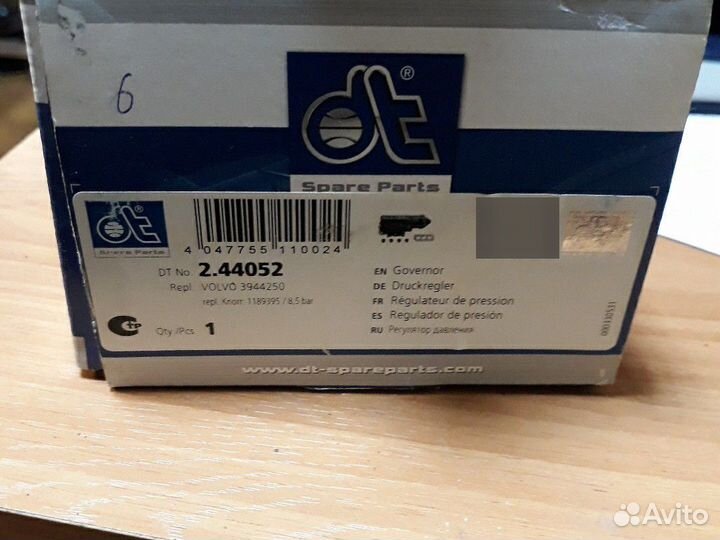 6
dt ®
Spare Parts
dt
Spare Parts
4 047755 110024
DT No. 2.44052
Repl. VOLVO 3944250
repl. Knorr: 1189395 / 8,5 bar
Qty./Pcs 1
EN Governor
DE Druckregler
FR Régulateur de pression
ES Regulador de presión
RU Регулятор давления
000330531
www.dt-spareparts.com
Avito